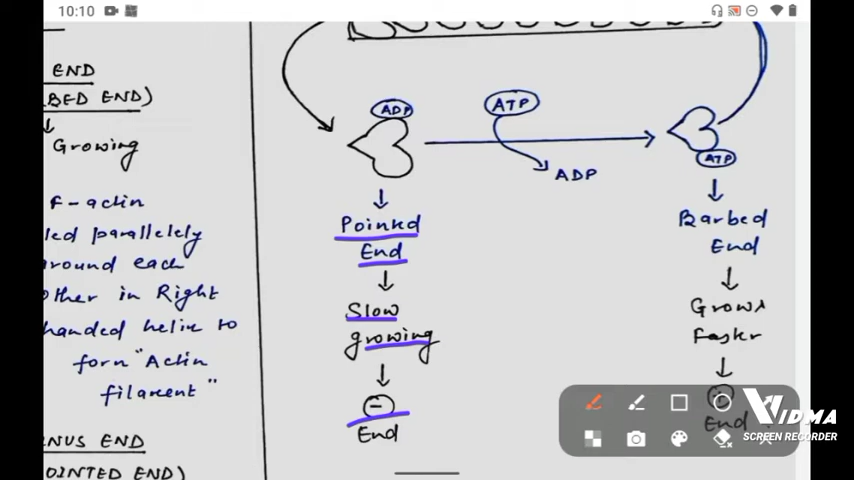 10:10
END
BED END)
Growing
F-actin
led parallely
around each
other in Right
handed helix to
form "Actin
filament"
NUS END
OINTED END)
ADP
ATP
ADP
Pointed
End
Slow
growing
-
End
ATP
Barbed
End
Grows
Faster
End
VIDMA
SCREEN RECORDER